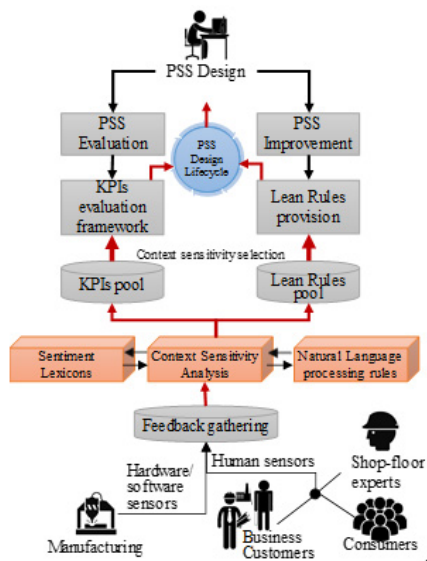 PSS Design
PSS
Evaluation
PSS
Improvement
PSS
Design
Lifecycle
KPIs
evaluation
framework
Lean Rules
provision
Context sensitivity selection
KPIs pool
Lean Rules
pool
Sentiment
Lexicons
Context Sensitivity
Analysis
Natural Language
processing rules
Feedback gathering
Hardware/
software
sensors
Human sensors
Shop-floor
experts
Manufacturing
Business
Customers
Consumers